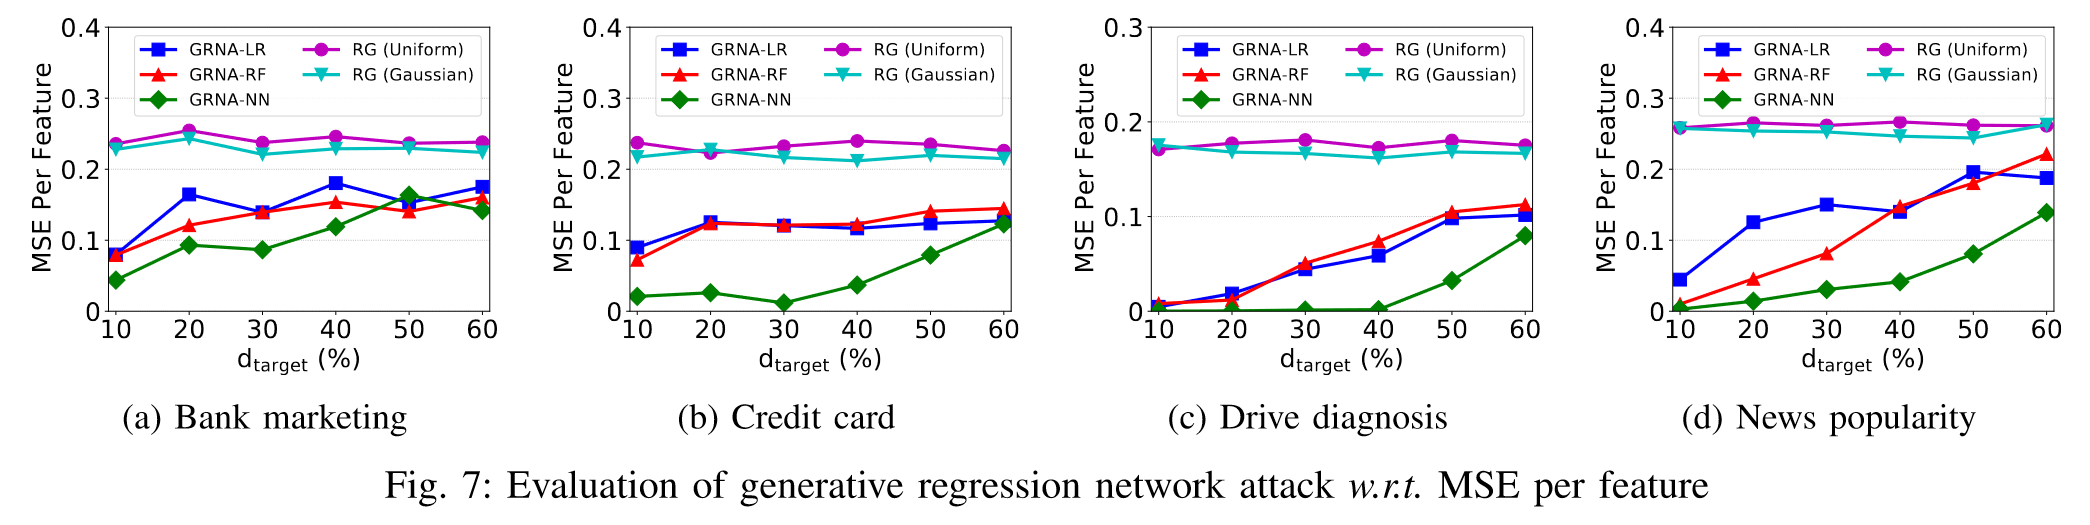 MSE Per Feature
0.4
0.3
0.2
0.1
0
GRNA-LR
GRNA-RF
GRNA-NN
RG (Uniform)
RG (Gaussian)
10 20 30 40 50 60
d_target (%)
(a) Bank marketing
MSE Per Feature
0.4
0.3
0.2
0.1
0
GRNA-LR
GRNA-RF
GRNA-NN
RG (Uniform)
RG (Gaussian)
10 20 30 40 50 60
d_target (%)
(b) Credit card
MSE Per Feature
0.3
0.2
0.1
0
GRNA-LR
GRNA-RF
GRNA-NN
RG (Uniform)
RG (Gaussian)
10 20 30 40 50 60
d_target (%)
(c) Drive diagnosis
MSE Per Feature
0.4
0.3
0.2
0.1
0
GRNA-LR
GRNA-RF
GRNA-NN
RG (Uniform)
RG (Gaussian)
10 20 30 40 50 60
d_target (%)
(d) News popularity
Fig. 7: Evaluation of generative regression network attack w.r.t. MSE per feature